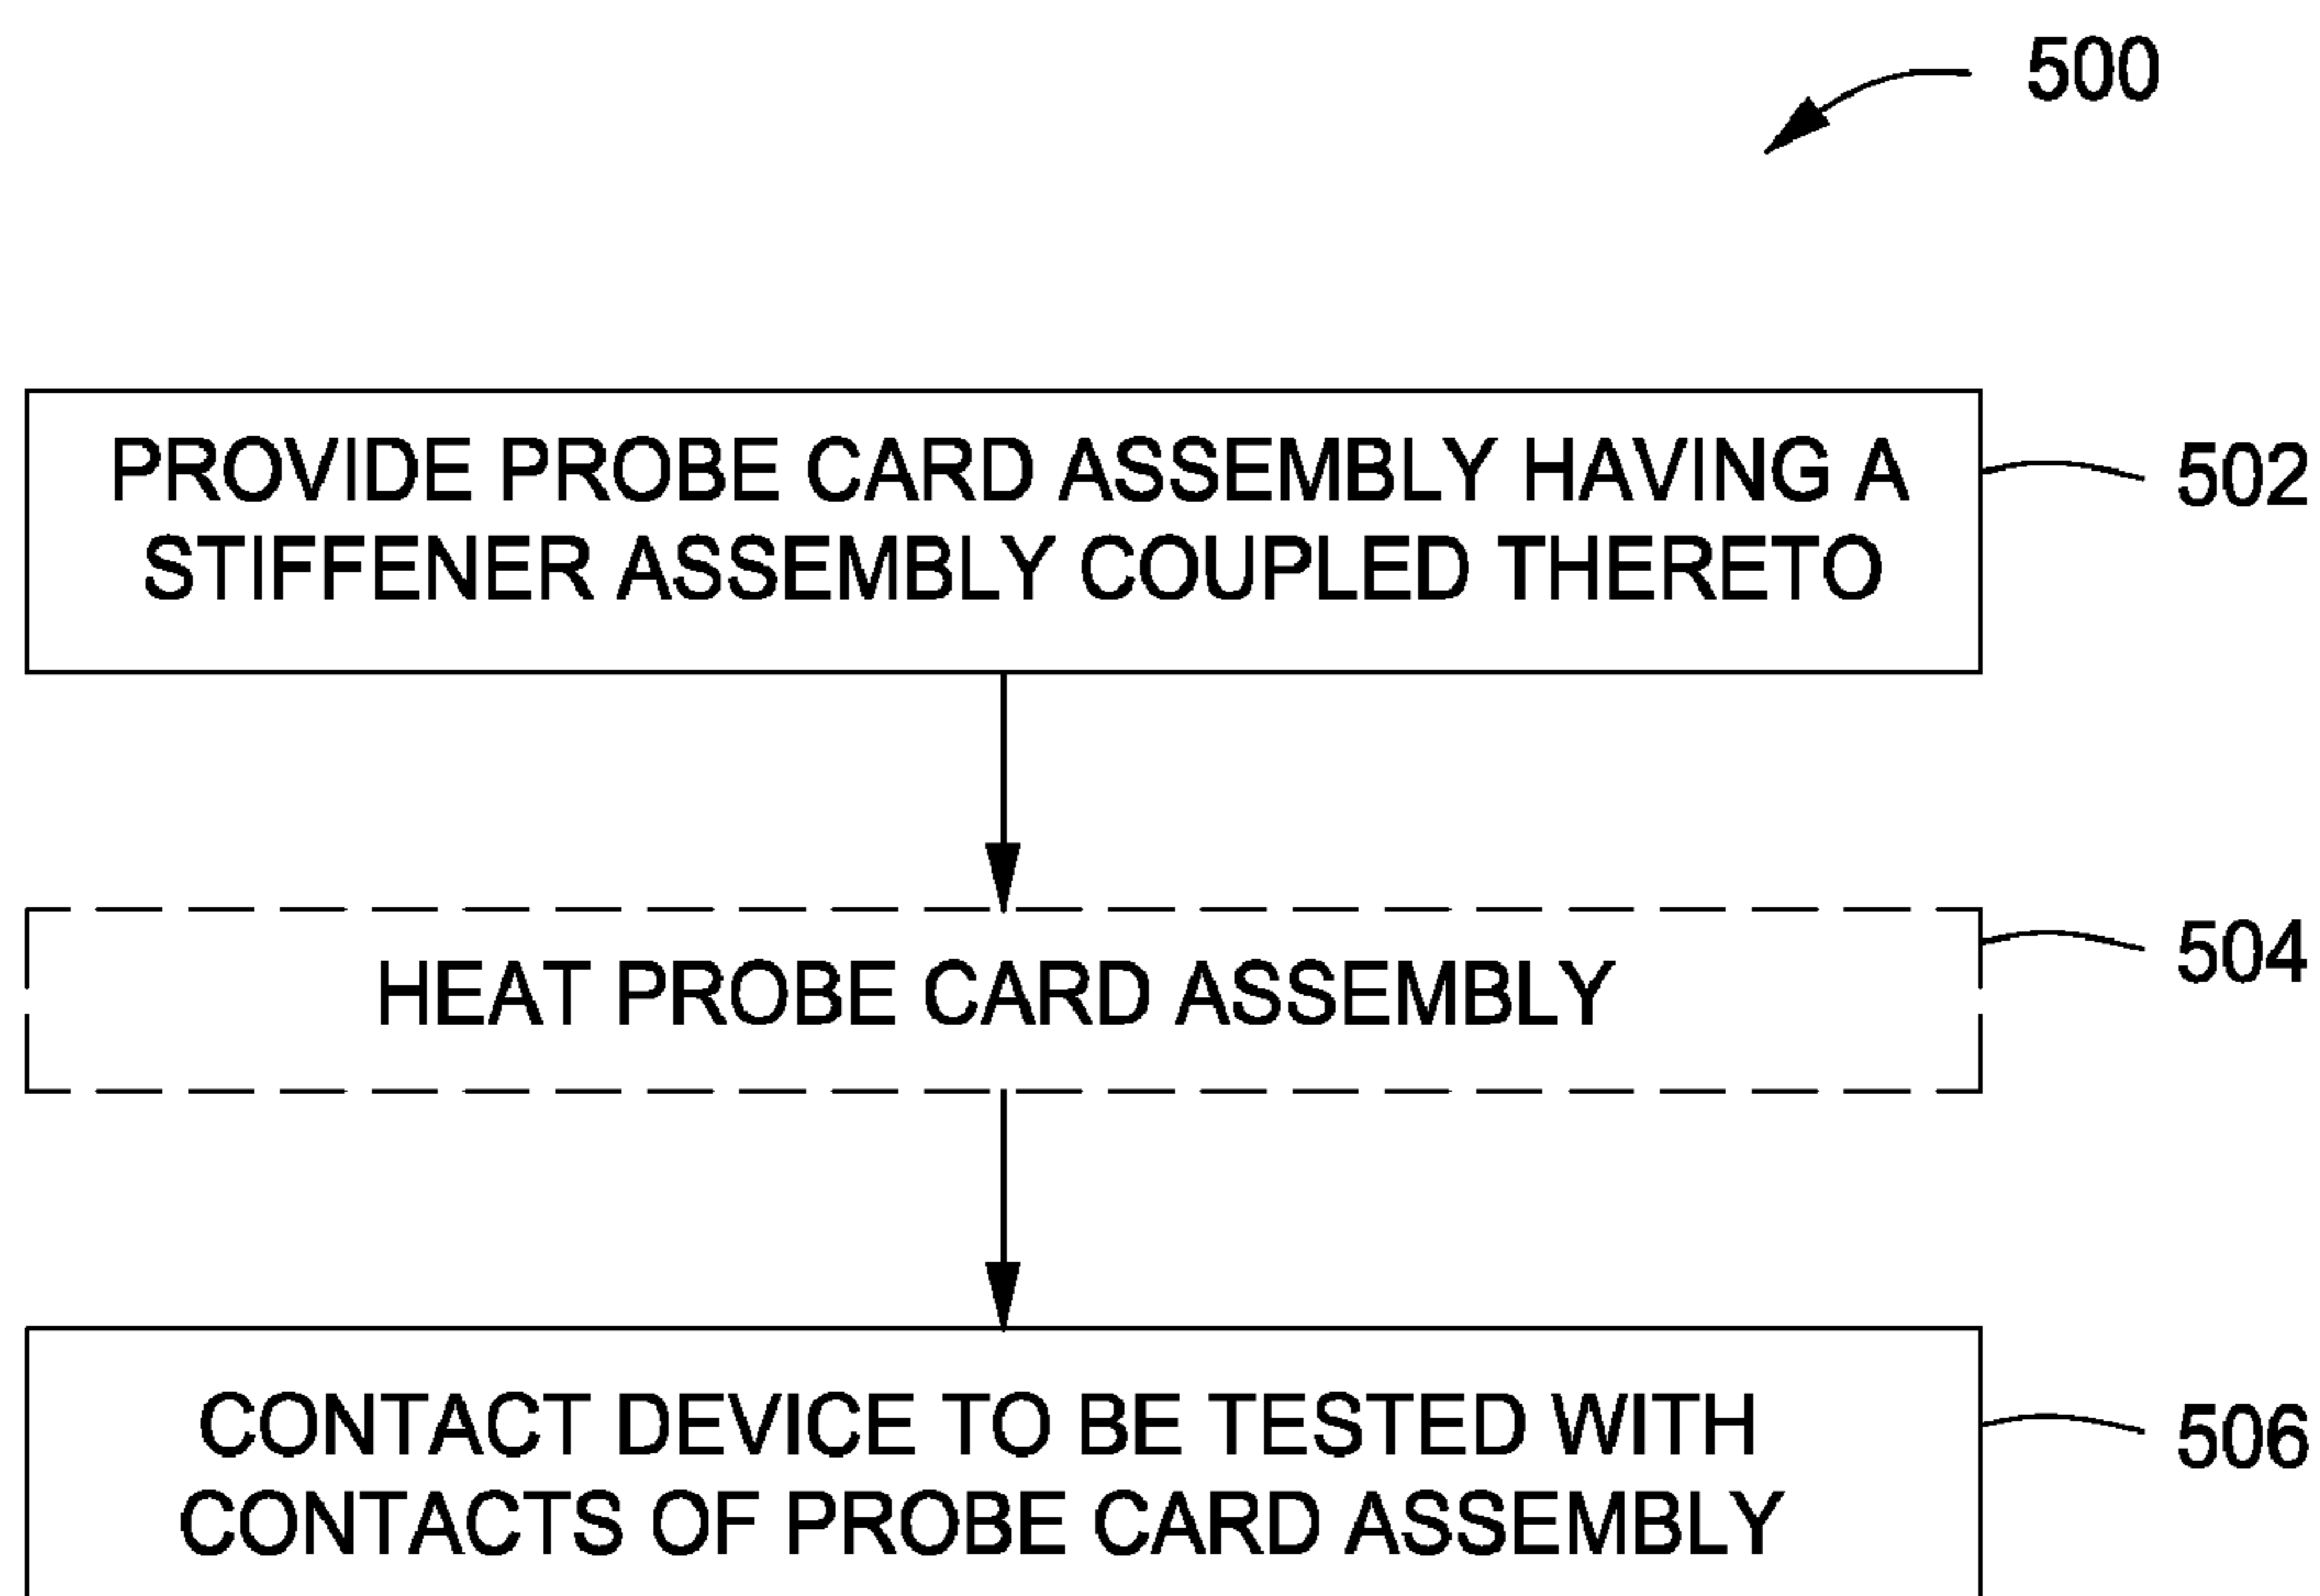 500
PROVIDE PROBE CARD ASSEMBLY HAVING A
STIFFENER ASSEMBLY COUPLED THERETO
502
HEAT PROBE CARD ASSEMBLY
504
CONTACT DEVICE TO BE TESTED WITH
CONTACTS OF PROBE CARD ASSEMBLY
506